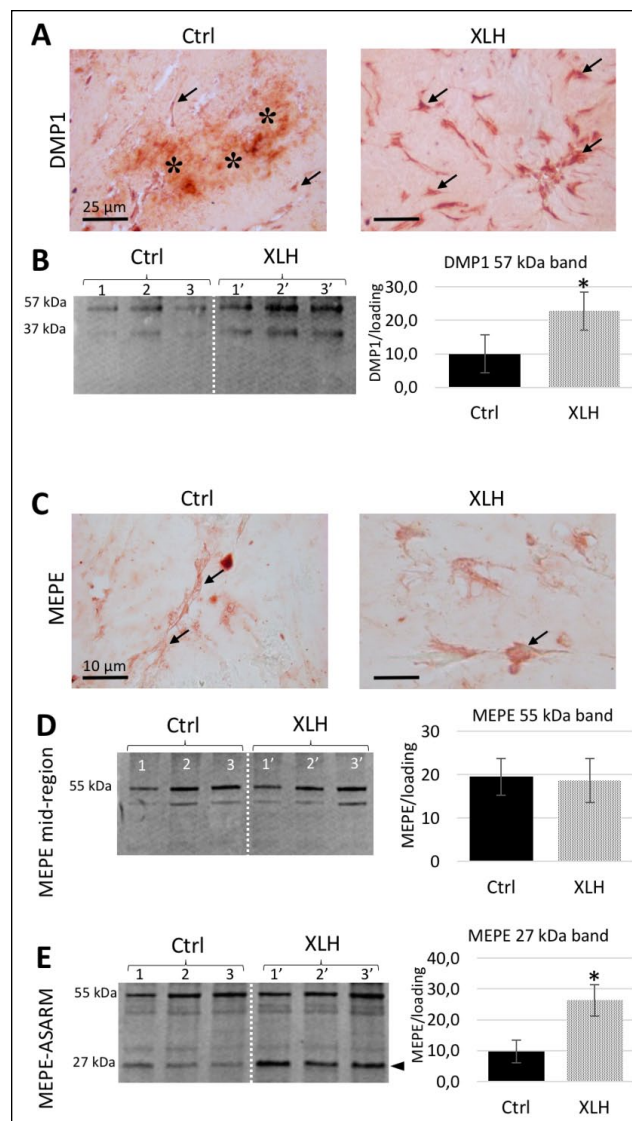 A
Ctrl
XLH
DMP1
*
*
*
25 µm
B
Ctrl
XLH
1 2 3 1’ 2’ 3’
57 kDa
37 kDa
DMP1 57 kDa band
DMP1/loading
30,0
20,0
10,0
0,0
*
Ctrl XLH
C
Ctrl
XLH
MEPE
10 µm
D
MEPE mid-region
Ctrl
XLH
1 2 3 1’ 2’ 3’
55 kDa
MEPE 55 kDa band
MEPE/loading
30
20
10
0
Ctrl XLH
E
MEPE-ASARM
Ctrl
XLH
1 2 3 1’ 2’ 3’
55 kDa
27 kDa
MEPE 27 kDa band
MEPE/loading
40,0
30,0
20,0
10,0
0,0
*
Ctrl XLH